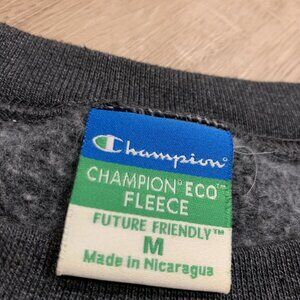 Champion®
CHAMPION® ECO™
FLEECE
FUTURE FRIENDLY™
M
Made in Nicaragua